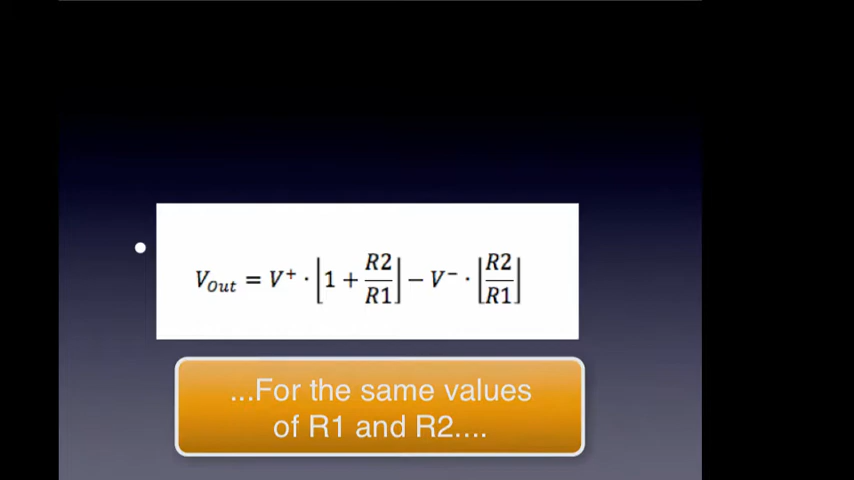 V_Out = V⁺ · ⌊1 + R2/R1⌋ − V⁻ · ⌊R2/R1⌋
...For the same values
of R1 and R2....